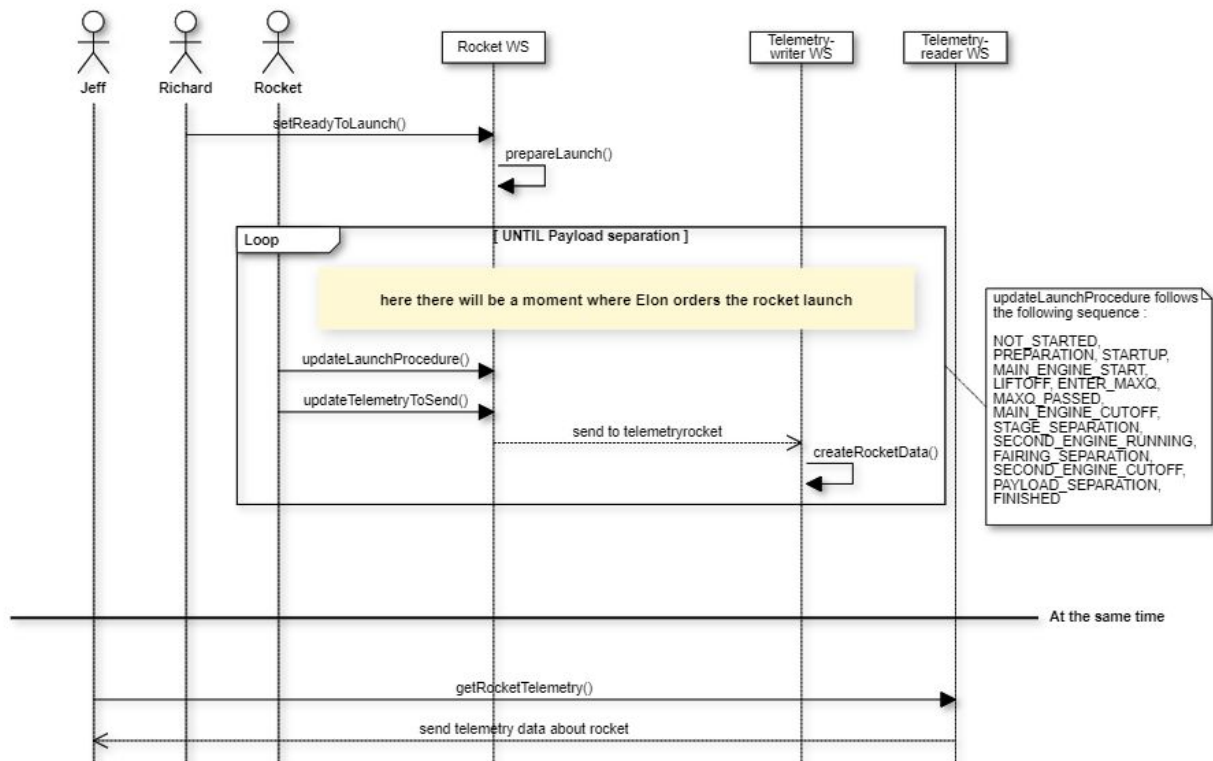 Jeff
Richard
Rocket
Rocket WS
Telemetry-
writer WS
Telemetry-
reader WS
setReadyToLaunch()
prepareLaunch()
Loop
[ UNTIL Payload separation ]
here there will be a moment where Elon orders the rocket launch
updateLaunchProcedure()
updateTelemetryToSend()
send to telemetryrocket
createRocketData()
updateLaunchProcedure follows
the following sequence :
NOT_STARTED,
PREPARATION, STARTUP,
MAIN_ENGINE_START,
LIFTOFF, ENTER_MAXQ,
MAXQ_PASSED,
MAIN_ENGINE_CUTOFF,
STAGE_SEPARATION,
SECOND_ENGINE_RUNNING,
FAIRING_SEPARATION,
SECOND_ENGINE_CUTOFF,
PAYLOAD_SEPARATION,
FINISHED
At the same time
getRocketTelemetry()
send telemetry data about rocket